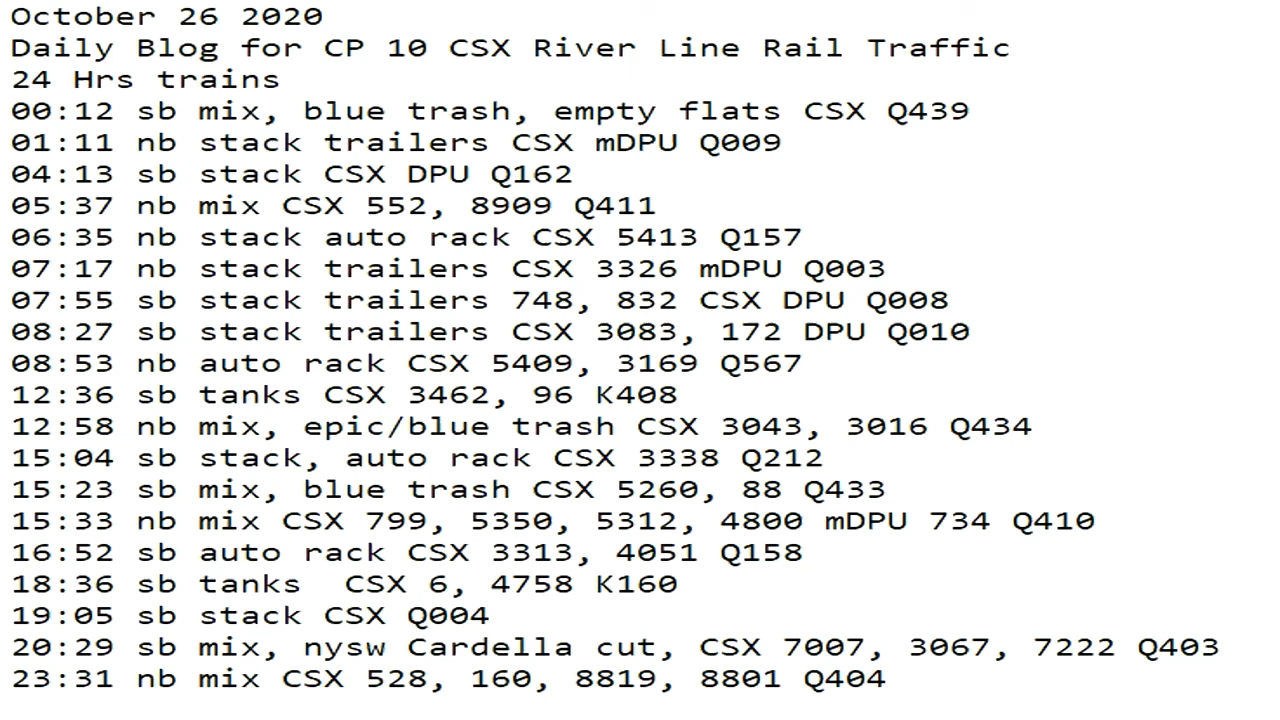 October 26 2020
Daily Blog for CP 10 CSX River Line Rail Traffic
24 Hrs trains
00:12 sb mix, blue trash, empty flats CSX Q439
01:11 nb stack trailers CSX mDPU Q009
04:13 sb stack CSX DPU Q162
05:37 nb mix CSX 552, 8909 Q411
06:35 nb stack auto rack CSX 5413 Q157
07:17 nb stack trailers CSX 3326 mDPU Q003
07:55 sb stack trailers 748, 832 CSX DPU Q008
08:27 sb stack trailers CSX 3083, 172 DPU Q010
08:53 nb auto rack CSX 5409, 3169 Q567
12:36 sb tanks CSX 3462, 96 K408
12:58 nb mix, epic/blue trash CSX 3043, 3016 Q434
15:04 sb stack, auto rack CSX 3338 Q212
15:23 sb mix, blue trash CSX 5260, 88 Q433
15:33 nb mix CSX 799, 5350, 5312, 4800 mDPU 734 Q410
16:52 sb auto rack CSX 3313, 4051 Q158
18:36 sb tanks  CSX 6, 4758 K160
19:05 sb stack CSX Q004
20:29 sb mix, nysw Cardella cut, CSX 7007, 3067, 7222 Q403
23:31 nb mix CSX 528, 160, 8819, 8801 Q404